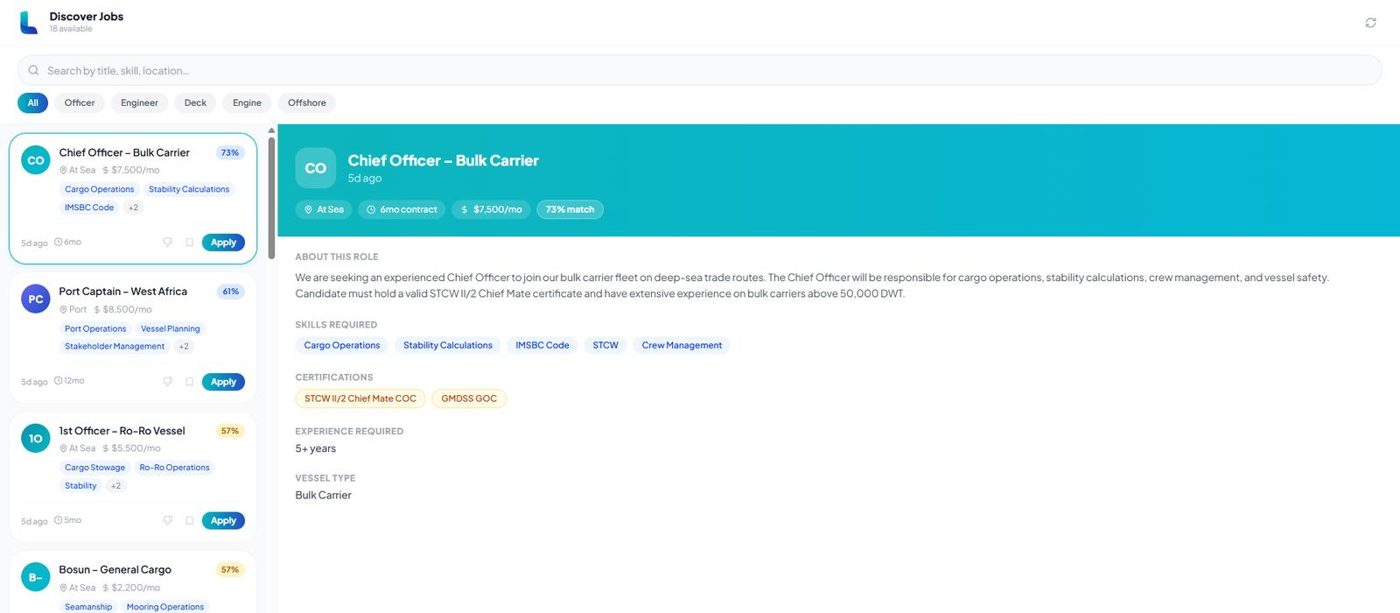 Discover Jobs
18 available
Search by title, skill, location...
All Officer Engineer Deck Engine Offshore
CO Chief Officer – Bulk Carrier 73%
At Sea $ $7,500/mo
Cargo Operations Stability Calculations
IMSBC Code +2
5d ago 6mo Apply
PC Port Captain – West Africa 61%
Port $ $8,500/mo
Port Operations Vessel Planning
Stakeholder Management +2
5d ago 12mo Apply
1O 1st Officer – Ro-Ro Vessel 57%
At Sea $ $5,500/mo
Cargo Stowage Ro-Ro Operations
Stability +2
5d ago 5mo Apply
B– Bosun – General Cargo 57%
At Sea $ $2,200/mo
Seamanship Mooring Operations
CO Chief Officer – Bulk Carrier
5d ago
At Sea 6mo contract $ $7,500/mo 73% match
ABOUT THIS ROLE
We are seeking an experienced Chief Officer to join our bulk carrier fleet on deep-sea trade routes. The Chief Officer will be responsible for cargo operations, stability calculations, crew management, and vessel safety.
Candidate must hold a valid STCW II/2 Chief Mate certificate and have extensive experience on bulk carriers above 50,000 DWT.
SKILLS REQUIRED
Cargo Operations Stability Calculations IMSBC Code STCW Crew Management
CERTIFICATIONS
STCW II/2 Chief Mate COC GMDSS GOC
EXPERIENCE REQUIRED
5+ years
VESSEL TYPE
Bulk Carrier